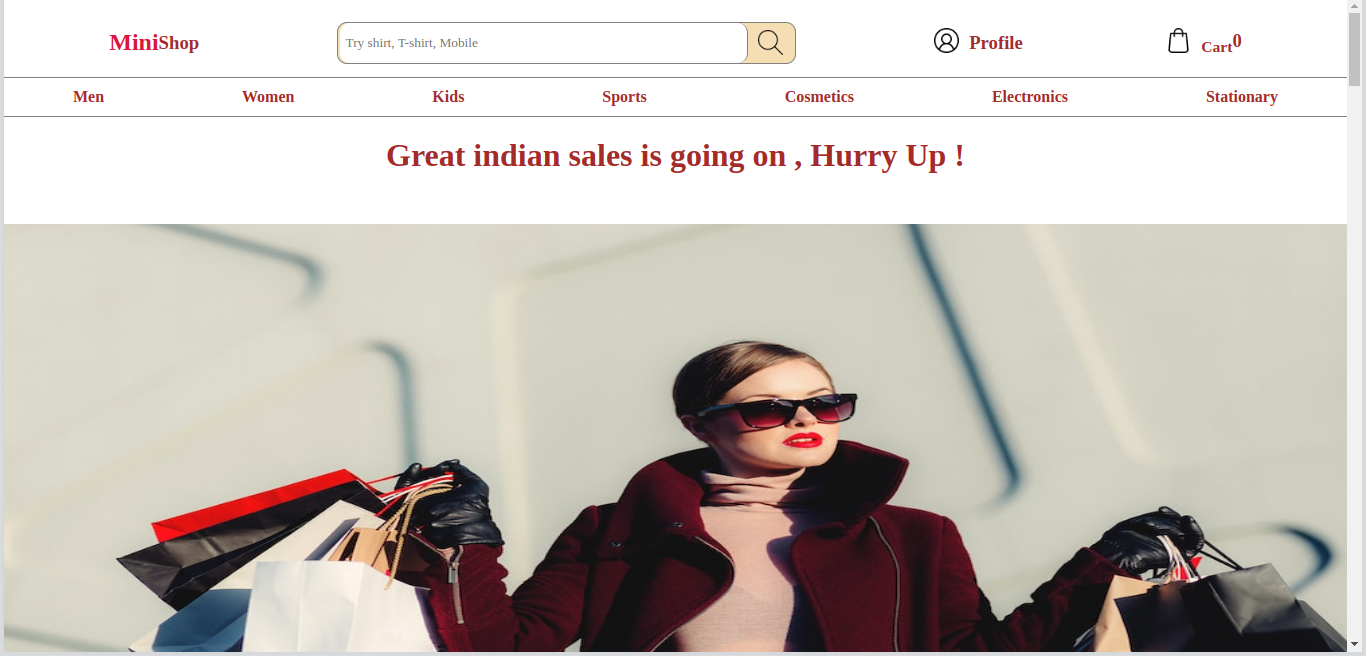 MiniShop
Try shirt, T-shirt, Mobile
Profile
Cart0
Men Women Kids Sports Cosmetics Electronics Stationary
Great indian sales is going on , Hurry Up !